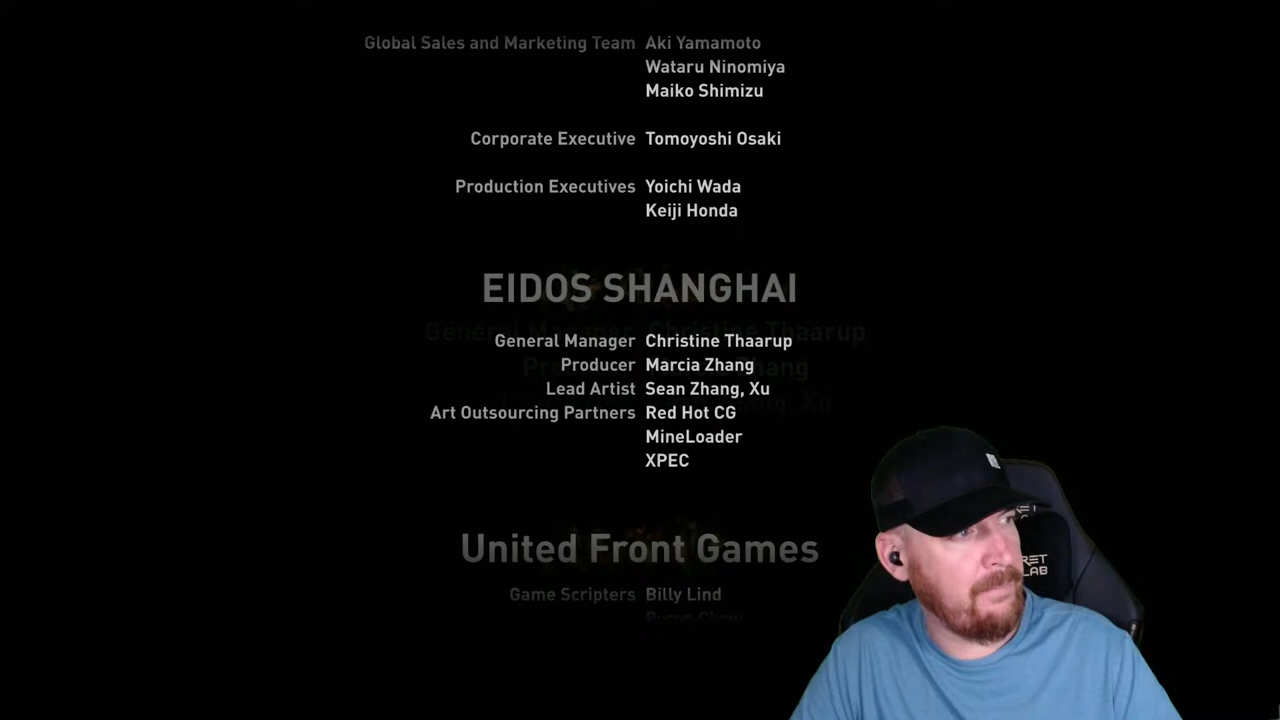 Global Sales and Marketing Team Aki Yamamoto
Wataru Ninomiya
Maiko Shimizu
Corporate Executive Tomoyoshi Osaki
Production Executives Yoichi Wada
Keiji Honda
EIDOS SHANGHAI
General Manager Christine Thaarup
Producer Marcia Zhang
Lead Artist Sean Zhang, Xu
Art Outsourcing Partners Red Hot CG
MineLoader
XPEC
United Front Games
Game Scripters Billy Lind